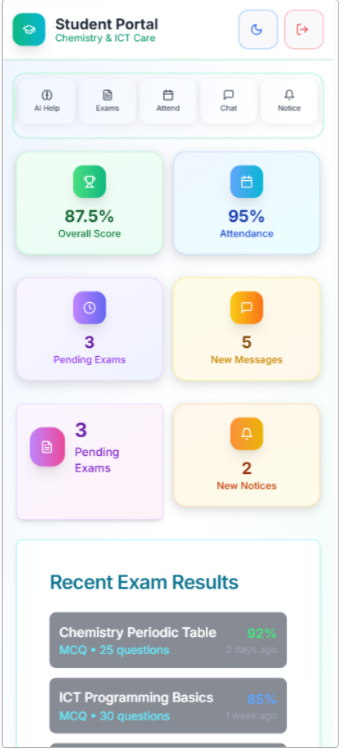 Student Portal
Chemistry & ICT Care
AI Help
Exams
Attend
Chat
Notice
87.5%
Overall Score
95%
Attendance
3
Pending Exams
5
New Messages
3
Pending
Exams
2
New Notices
Recent Exam Results
Chemistry Periodic Table 92%
MCQ • 25 questions 2 days ago
ICT Programming Basics 85%
MCQ • 30 questions 1 week ago